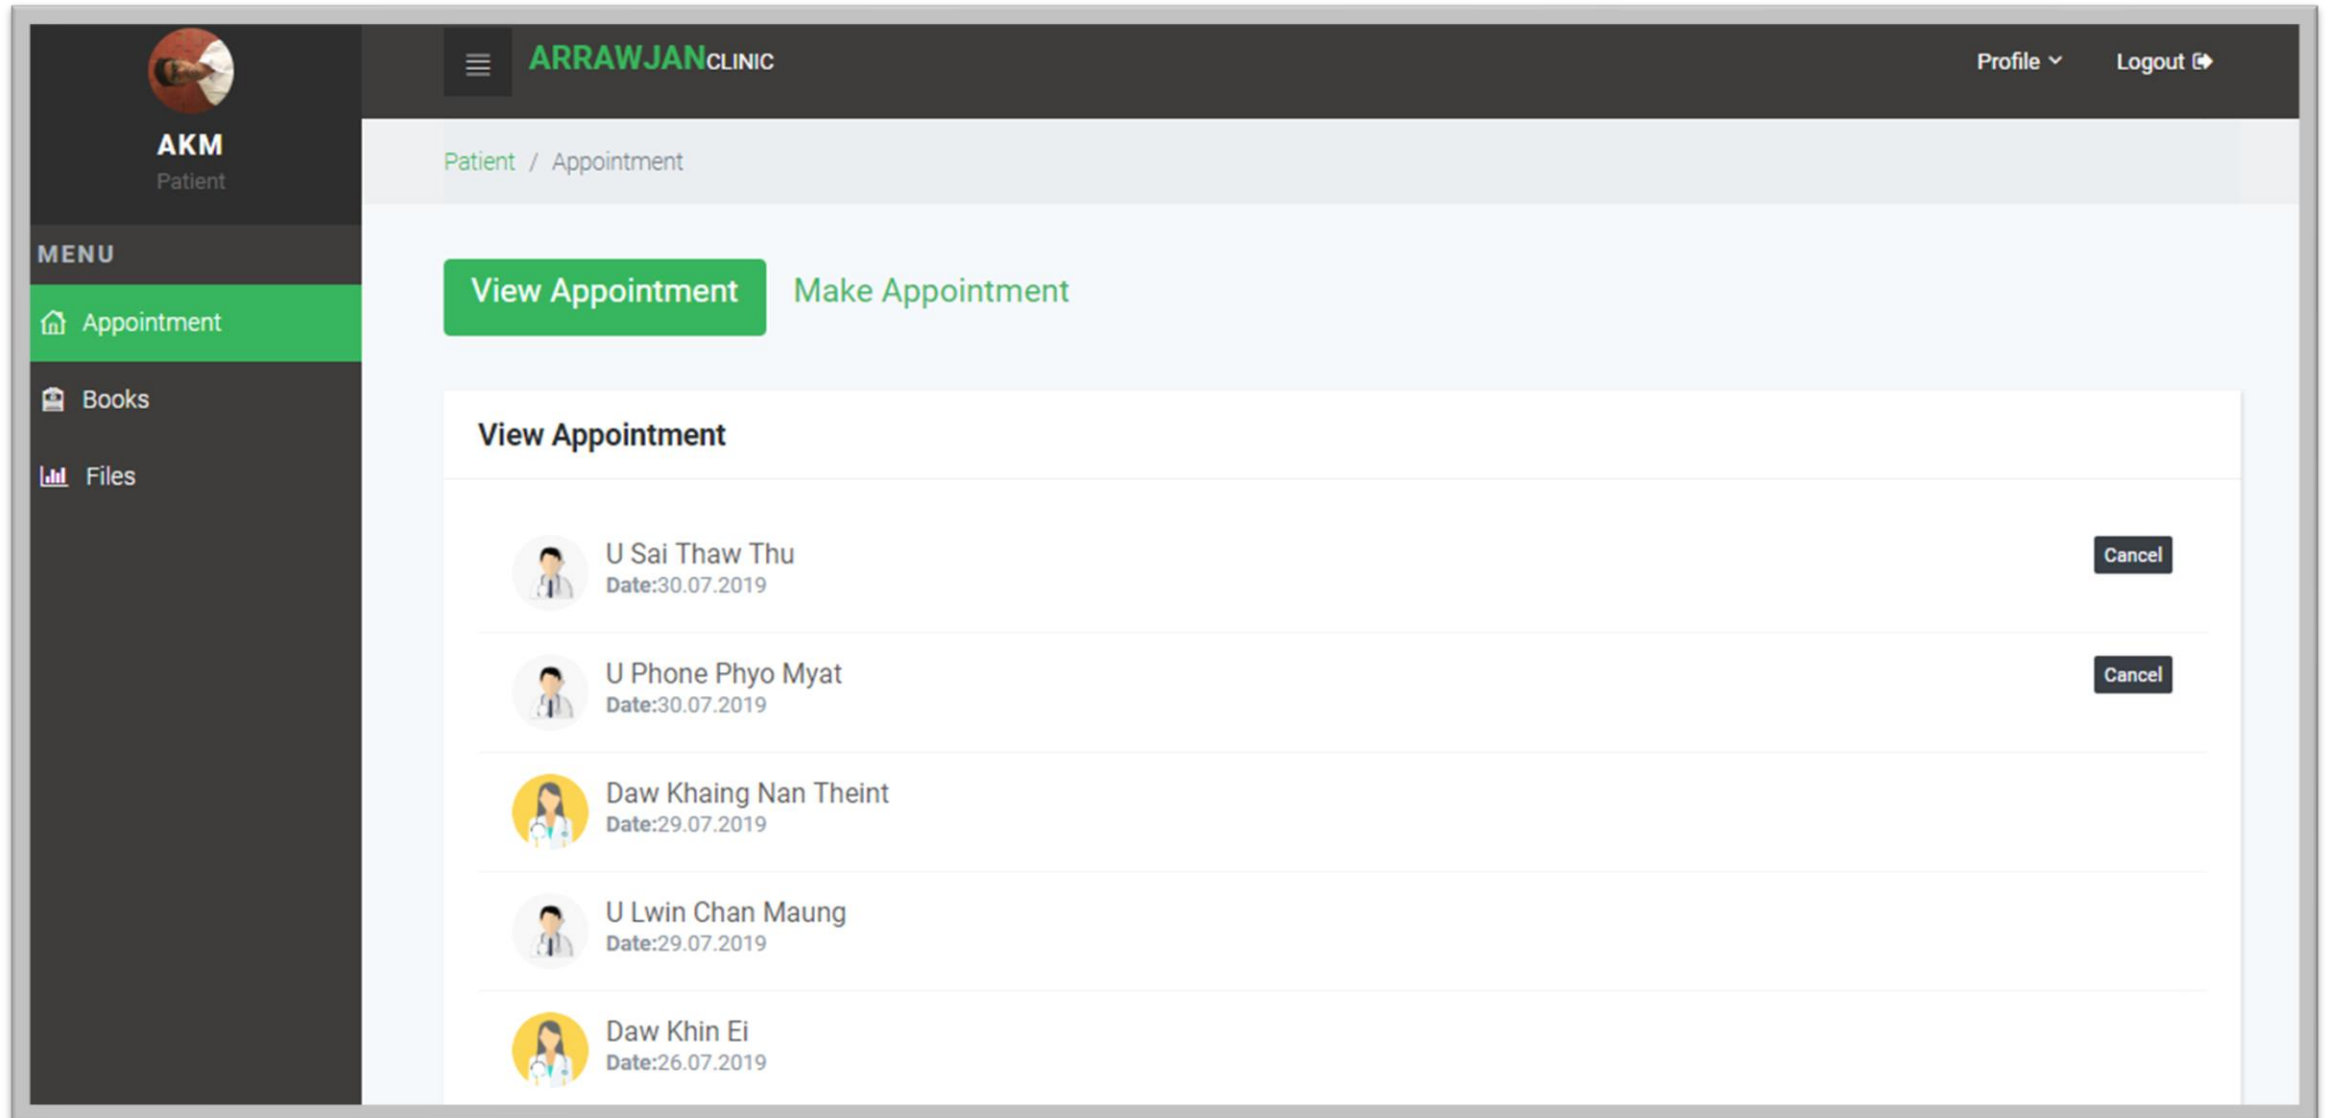 AKM
Patient
MENU
Appointment
Books
Files
ARRAWJANCLINIC
Profile
Logout
Patient / Appointment
View Appointment
Make Appointment
View Appointment
U Sai Thaw Thu
Date:30.07.2019
Cancel
U Phone Phyo Myat
Date:30.07.2019
Cancel
Daw Khaing Nan Theint
Date:29.07.2019
U Lwin Chan Maung
Date:29.07.2019
Daw Khin Ei
Date:26.07.2019